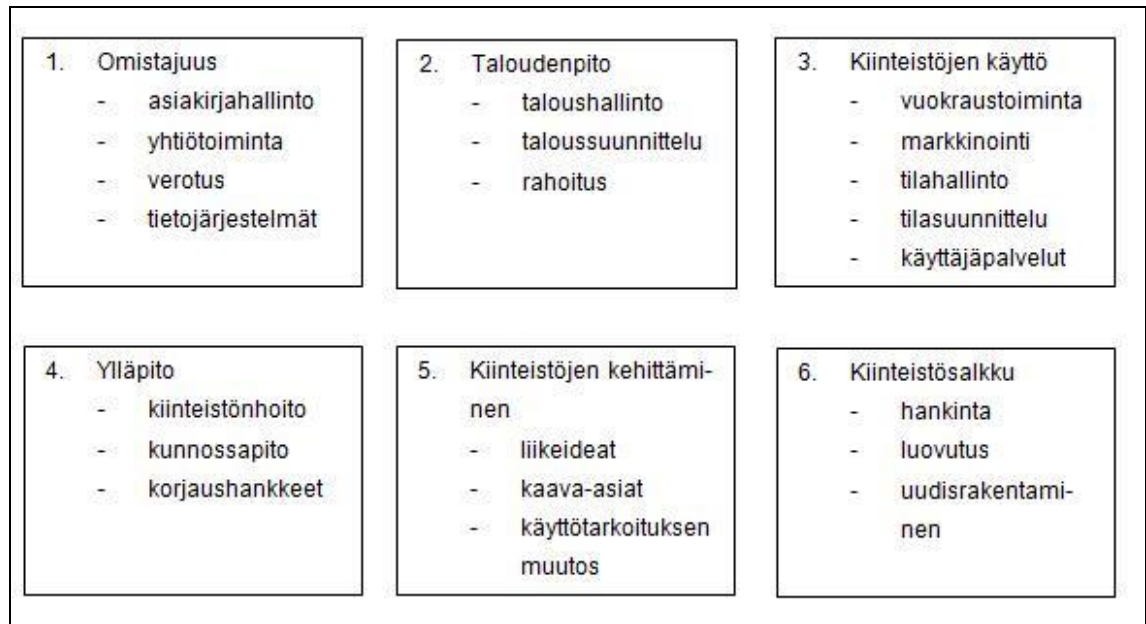 1. Omistajuus
- asiakirjahallinto
- yhtiötoiminta
- verotus
- tietojärjestelmät
2. Taloudenpito
- taloushallinto
- taloussuunnittelu
- rahoitus
3. Kiinteistöjen käyttö
- vuokraustoiminta
- markkinointi
- tilahallinto
- tilasuunnittelu
- käyttäjäpalvelut
4. Ylläpito
- kiinteistönhoito
- kunnossapito
- korjaushankkeet
5. Kiinteistöjen kehittämi-
nen
- liikeideat
- kaava-asiat
- käyttötarkoituksen
muutos
6. Kiinteistösalkku
- hankinta
- luovutus
- uudisrakentami-
nen